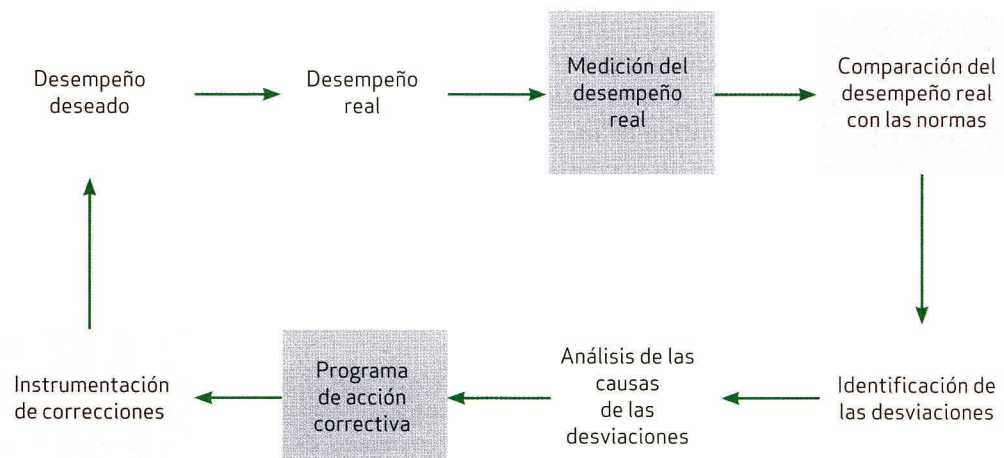 Desempeño
deseado
Desempeño
real
Medición del
desempeño
real
Comparación del
desempeño real
con las normas
Identificación de
las desviaciones
Análisis de las
causas
de las
desviaciones
Programa
de acción
correctiva
Instrumentación
de correcciones